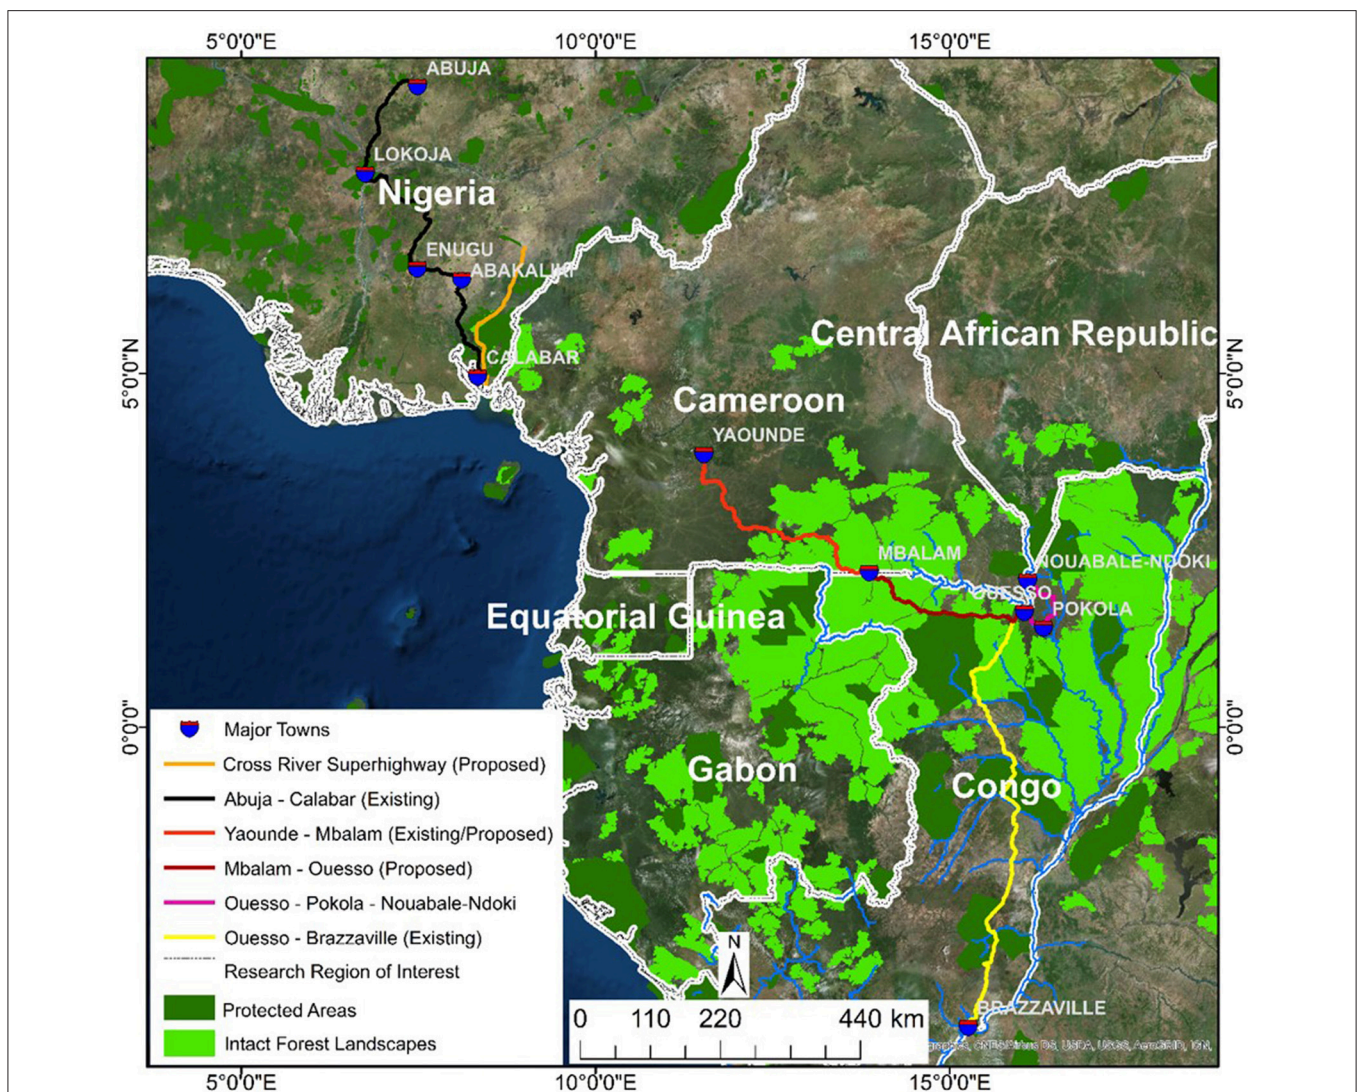 5°0'0"E 10°0'0"E 15°0'0"E
ABUJA
LOKOJA
Nigeria
ENUGU
ABAKALIKI
Central African Republic
CALABAR
5°0'0"N
5°0'0"N
Cameroon
YAOUNDE
MBALAM
NOUABALE-NDOKI
OUESSO
POKOLA
Equatorial Guinea
0°0'0"
0°0'0"
Gabon
Congo
Major Towns
Cross River Superhighway (Proposed)
Abuja - Calabar (Existing)
Yaounde - Mbalam (Existing/Proposed)
Mbalam - Ouesso (Proposed)
Ouesso - Pokola - Nouabale-Ndoki
Ouesso - Brazzaville (Existing)
Research Region of Interest
Protected Areas
Intact Forest Landscapes
N
0 110 220 440 km
BRAZZAVILLE
USDA, USGS, AeroGRID, IGN,
5°0'0"E 10°0'0"E 15°0'0"E